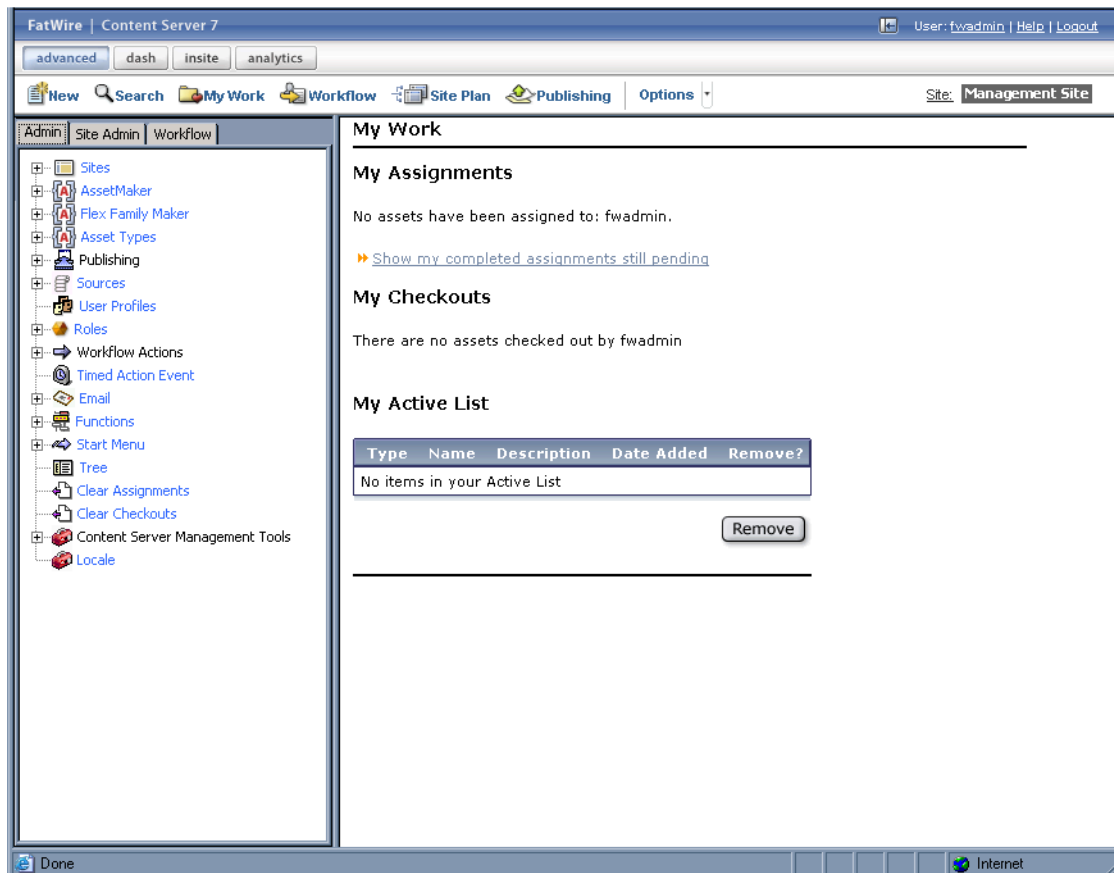 FatWire | Content Server 7
User: fwadmin | Help | Logout
advanced dash insite analytics
New Search My Work Workflow Site Plan Publishing Options Site: Management Site
Admin Site Admin Workflow
Sites
AssetMaker
Flex Family Maker
Asset Types
Publishing
Sources
User Profiles
Roles
Workflow Actions
Timed Action Event
Email
Functions
Start Menu
Tree
Clear Assignments
Clear Checkouts
Content Server Management Tools
Locale
My Work
My Assignments
No assets have been assigned to: fwadmin.
Show my completed assignments still pending
My Checkouts
There are no assets checked out by fwadmin
My Active List
Type Name Description Date Added Remove?
No items in your Active List
Remove
Done Internet